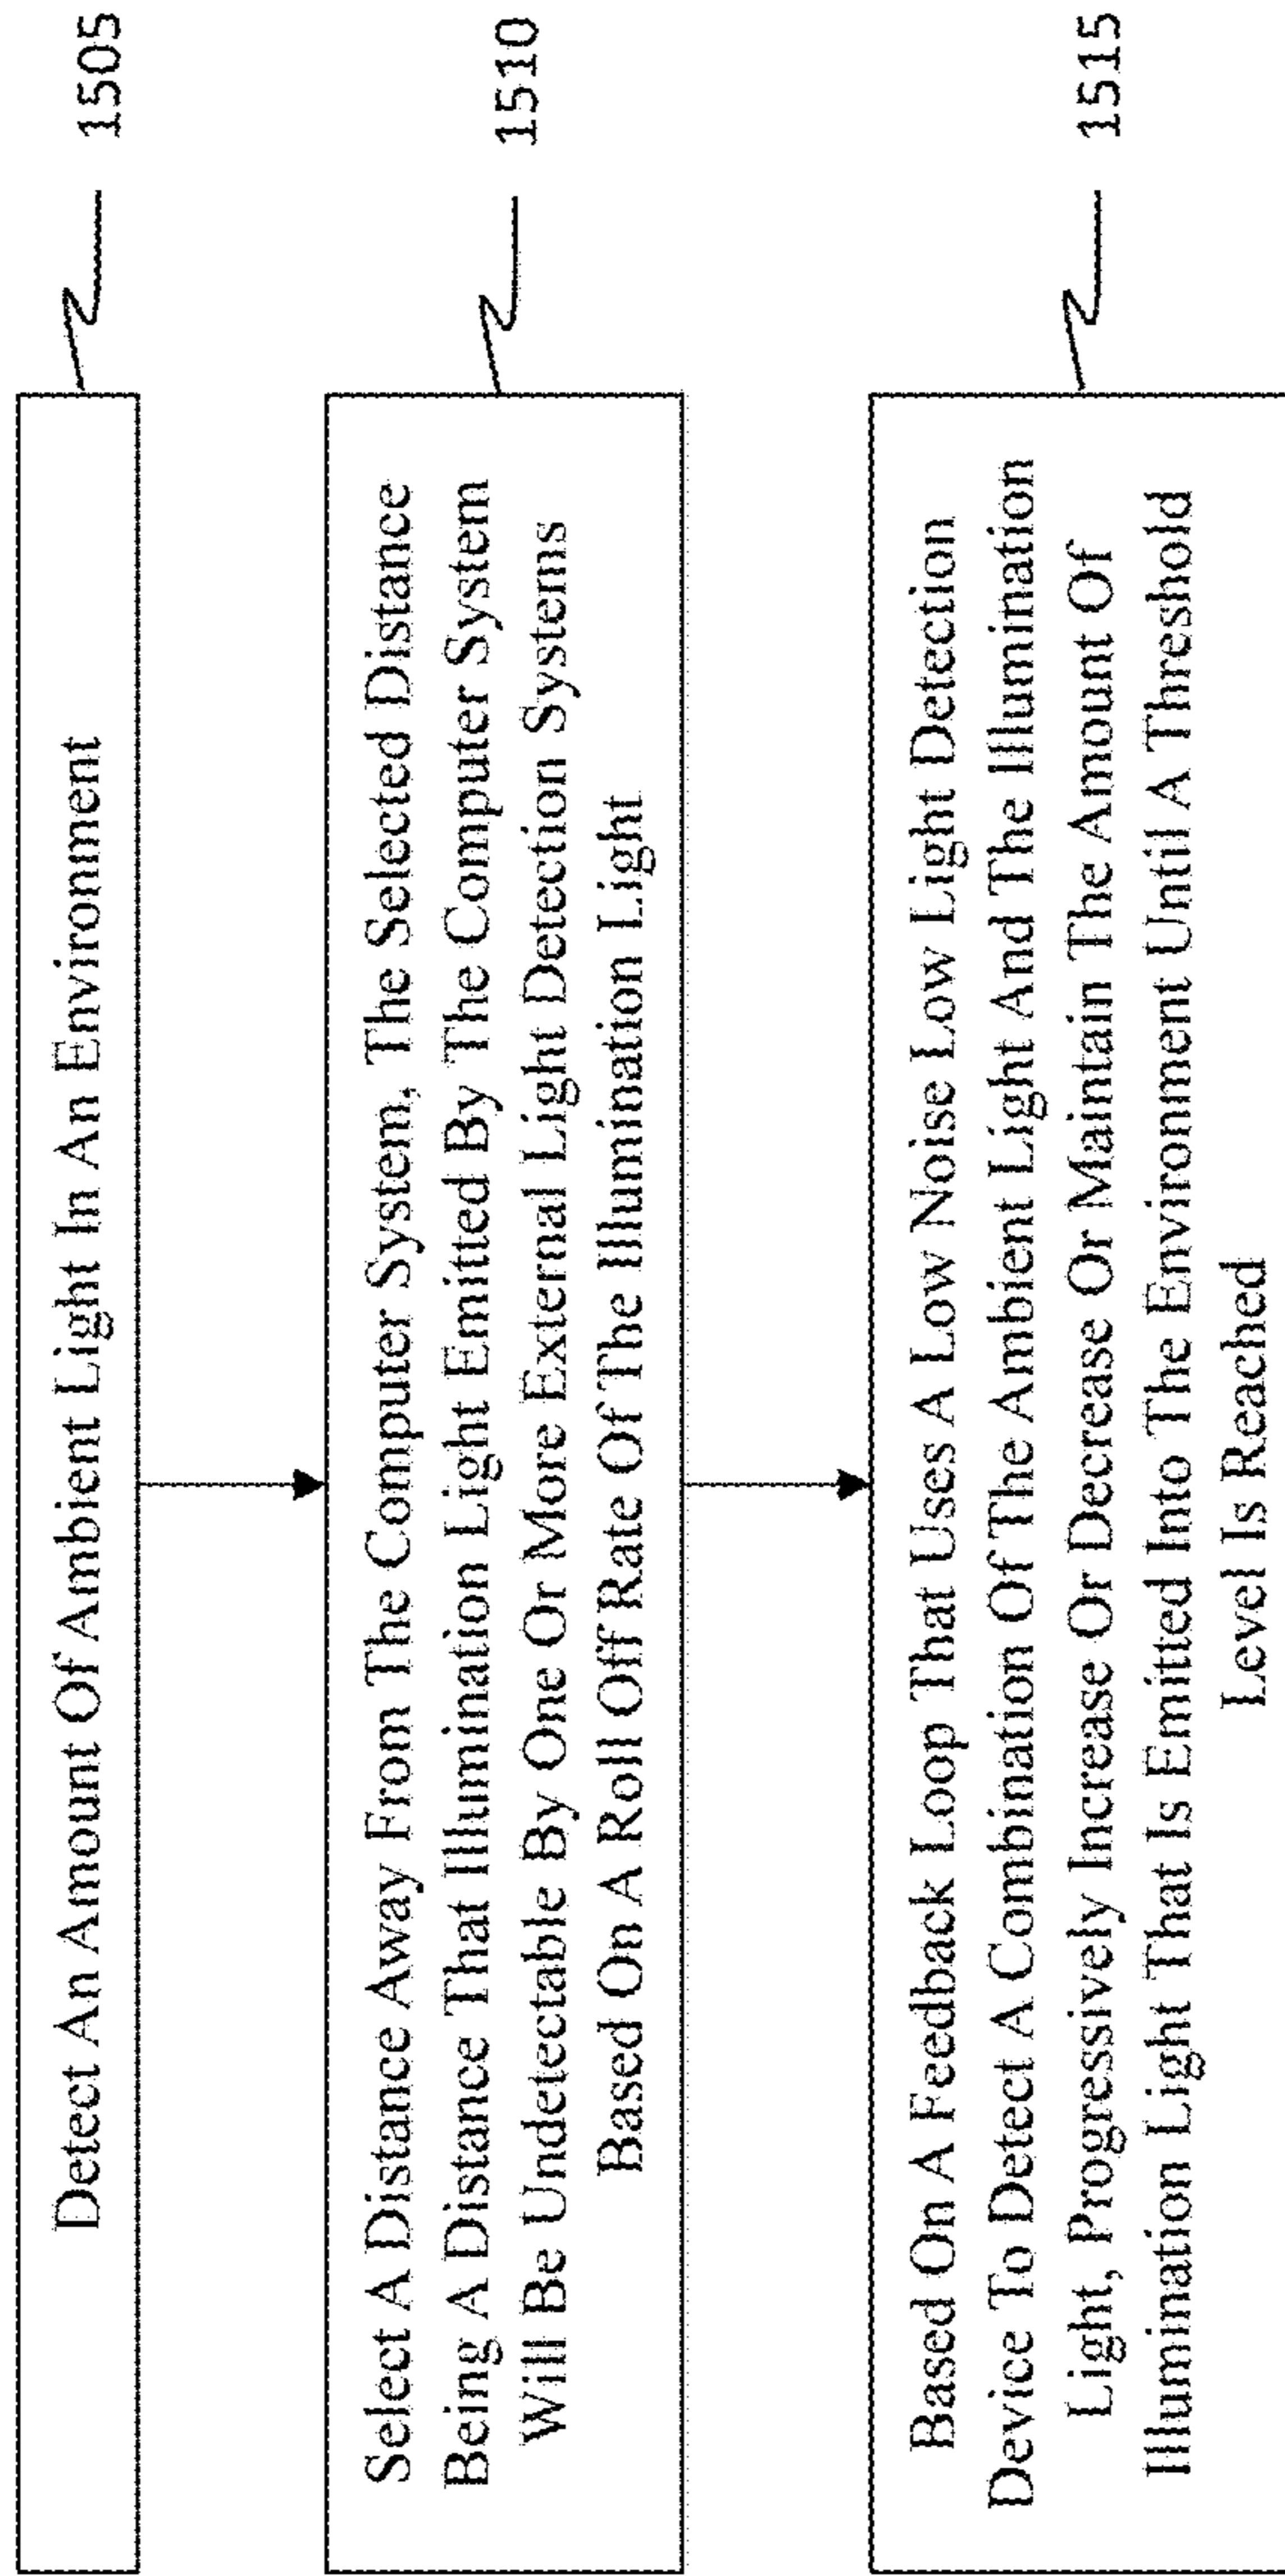 Detect An Amount Of Ambient Light In An Environment
1505
Select A Distance Away From The Computer System, The Selected Distance
Being A Distance That Illumination Light Emitted By The Computer System
Will Be Undetectable By One Or More External Light Detection Systems
Based On A Roll Off Rate Of The Illumination Light
1510
Based On A Feedback Loop That Uses A Low Noise Low Light Detection
Device To Detect A Combination Of The Ambient Light And The Illumination
Light, Progressively Increase Or Decrease Or Maintain The Amount Of
Illumination Light That Is Emitted Into The Environment Until A Threshold
Level Is Reached
1515